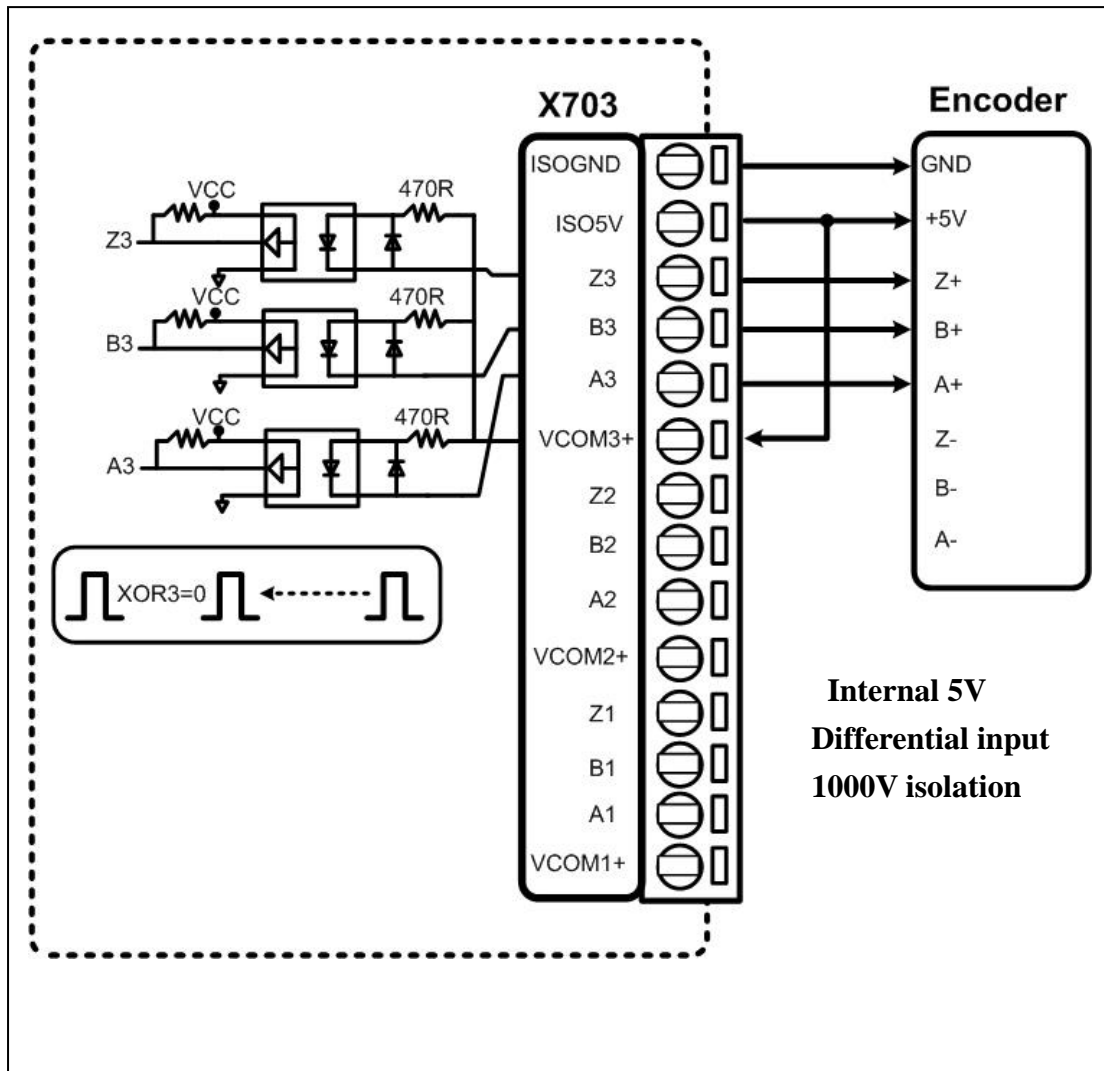 X703
Encoder
ISOGND
GND
VCC
470R
ISO5V
+5V
Z3
Z3
Z+
VCC
470R
B3
B3
B+
A3
A+
VCC
470R
VCOM3+
Z-
A3
Z2
B-
B2
A-
XOR3=0
A2
VCOM2+
Z1
B1
A1
VCOM1+
Internal 5V
Differential input
1000V isolation